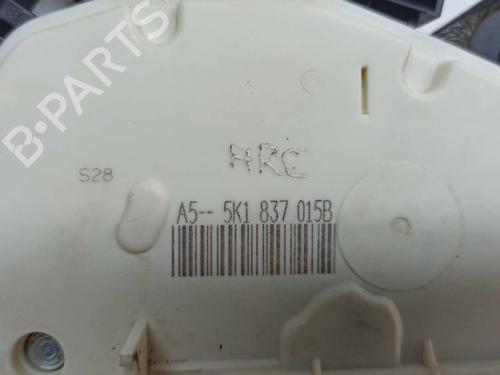 B-PARTS
HRC
S28
A5-- 5K1 837 015B